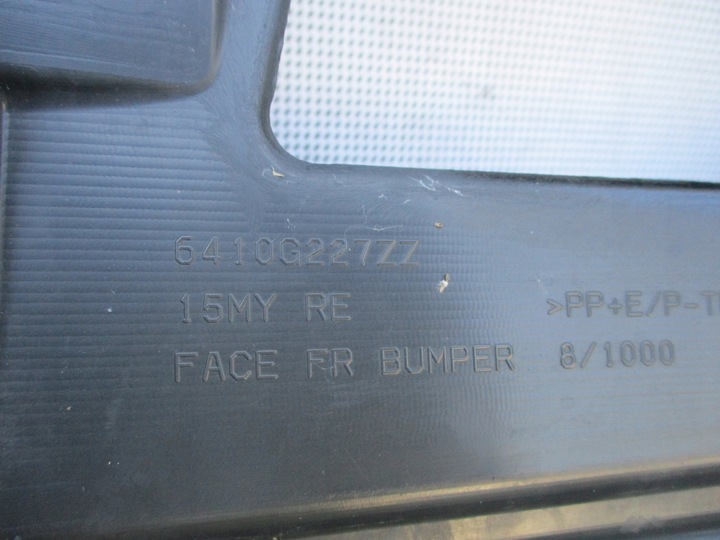 6410G227ZZ
15MY RE >PP+E/P-T
FACE FR BUMPER 8/1000